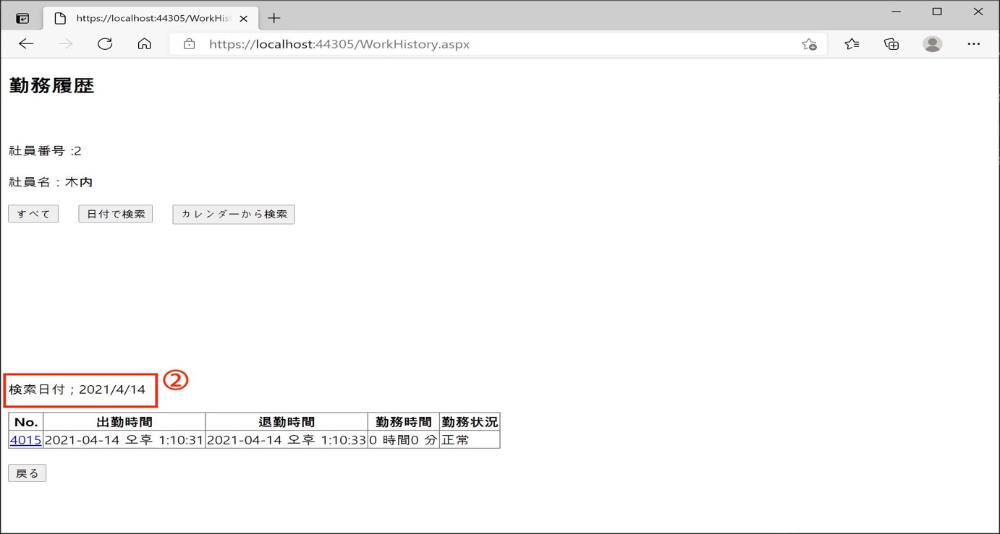 https://localhost:44305/WorkHist
https://localhost:44305/WorkHistory.aspx
勤務履歴
社員番号 :2
社員名 : 木内
すべて 日付で検索 カレンダーから検索
検索日付 ; 2021/4/14 ②
No. 出勤時間 退勤時間 勤務時間 勤務状況
4015 2021-04-14 오후 1:10:31 2021-04-14 오후 1:10:33 0 時間0 分 正常
戻る